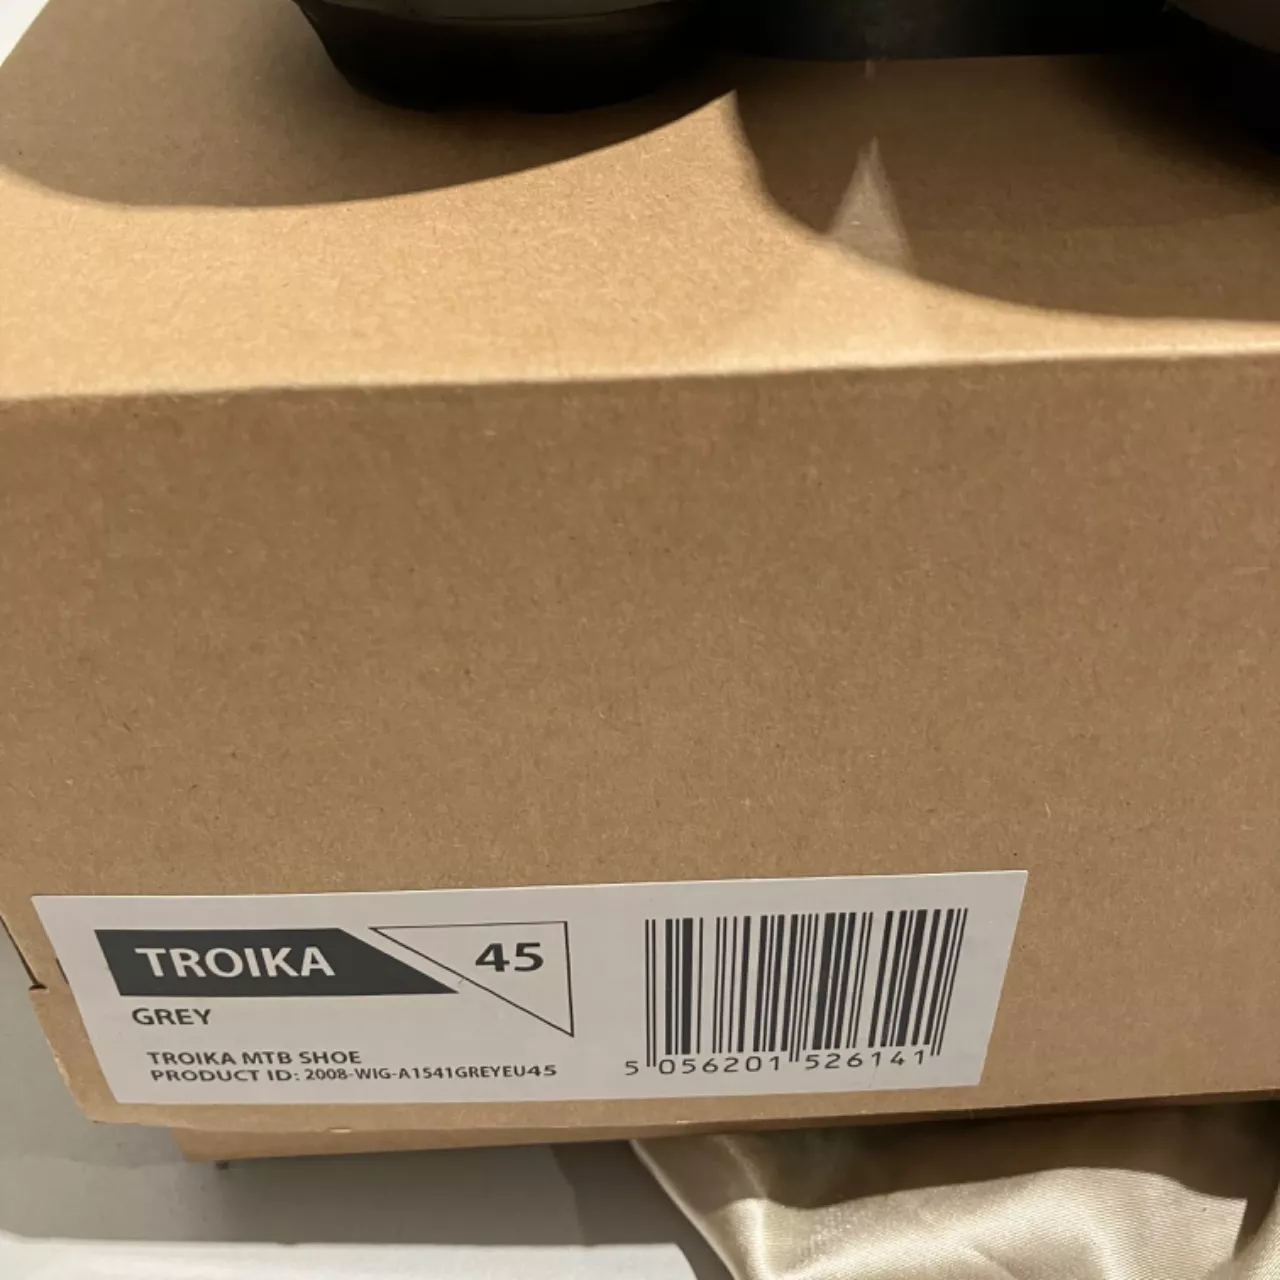 TROIKA
45
GREY
TROIKA MTB SHOE
PRODUCT ID: 2008-WIG-A1541GREYEU45
5 056201 526141